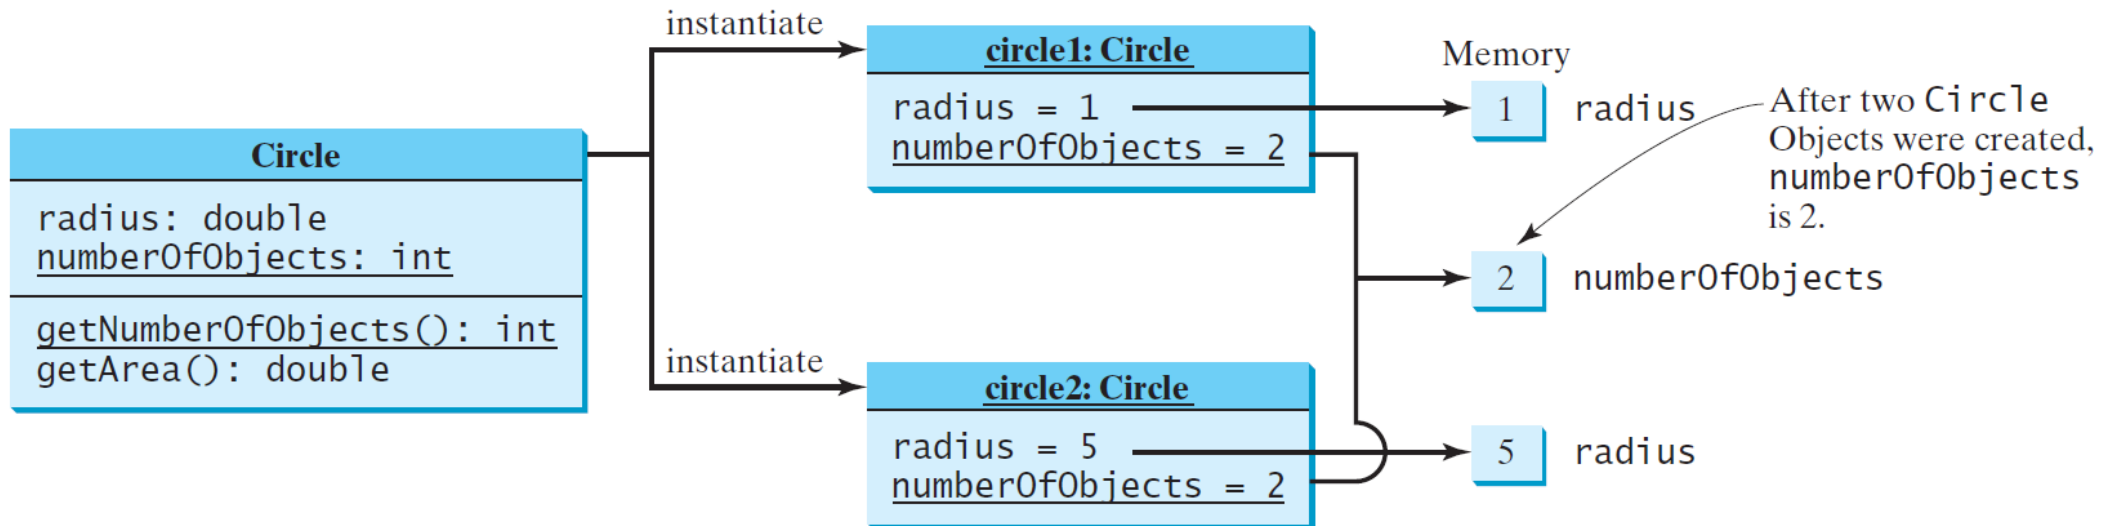 Circle
radius: double
numberOfObjects: int
getNumberOfObjects(): int
getArea(): double
instantiate
instantiate
circle1: Circle
radius = 1
numberOfObjects = 2
circle2: Circle
radius = 5
numberOfObjects = 2
Memory
1 radius
2 numberOfObjects
5 radius
After two Circle
Objects were created,
numberOfObjects
is 2.